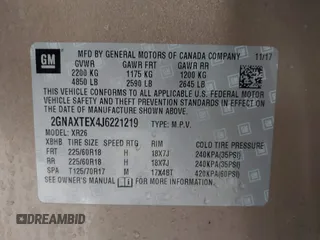 GM
MFD BY GENERAL MOTORS OF CANADA COMPANY 11/17
GVWR GAWR FRT GAWR RR
2200 KG 1175 KG 1200 KG
4850 LB 2590 LB 2645 LB
THIS VEHICLE CONFORMS TO ALL APPLICABLE U.S. FEDERAL MOTOR
VEHICLE SAFETY AND THEFT PREVENTION STANDARDS IN EFFECT ON THE DATE OF
MANUFACTURE SHOWN ABOVE.
2GNAXTEX4J6221219 TYPE: M.P.V.
MODEL: XR26
XBHB TIRE SIZE SPEED RTG RIM COLD TIRE PRESSURE
FRT 225/60R18 H 18X7J 240KPA(35PSI)
RR 225/60R18 H 18X7J 240KPA(35PSI)
SPA T125/70R17 M 17X4BT 420KPA(60PSI)
SEE OWNER'S MANUAL FOR ADDITIONAL INFORMATION.
©DREAMBID